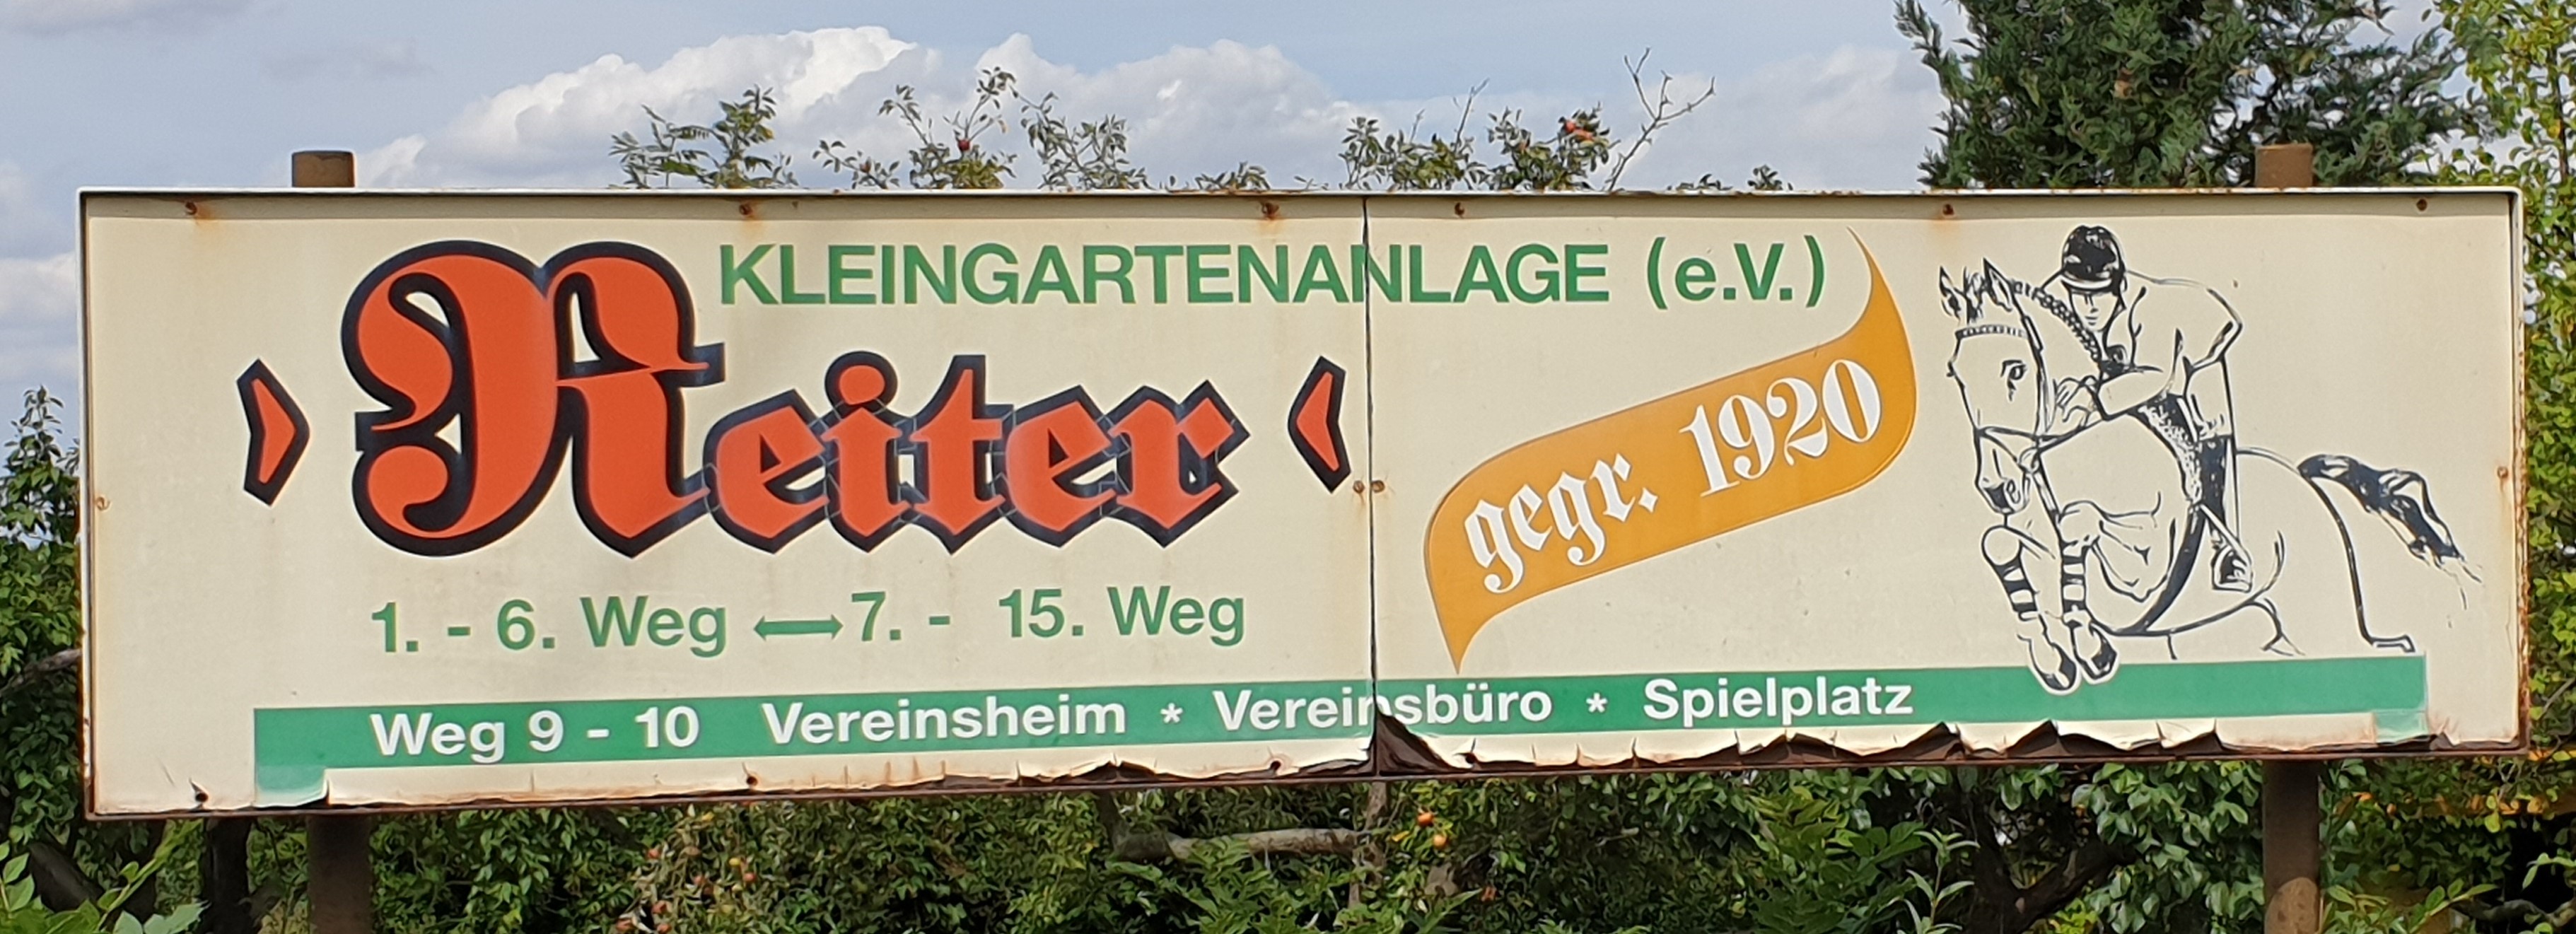 KLEINGARTENANLAGE (e.V.)
›Reiter‹
gegr. 1920
1. - 6. Weg ⟷ 7. - 15. Weg
Weg 9 - 10 Vereinsheim * Vereinsbüro * Spielplatz